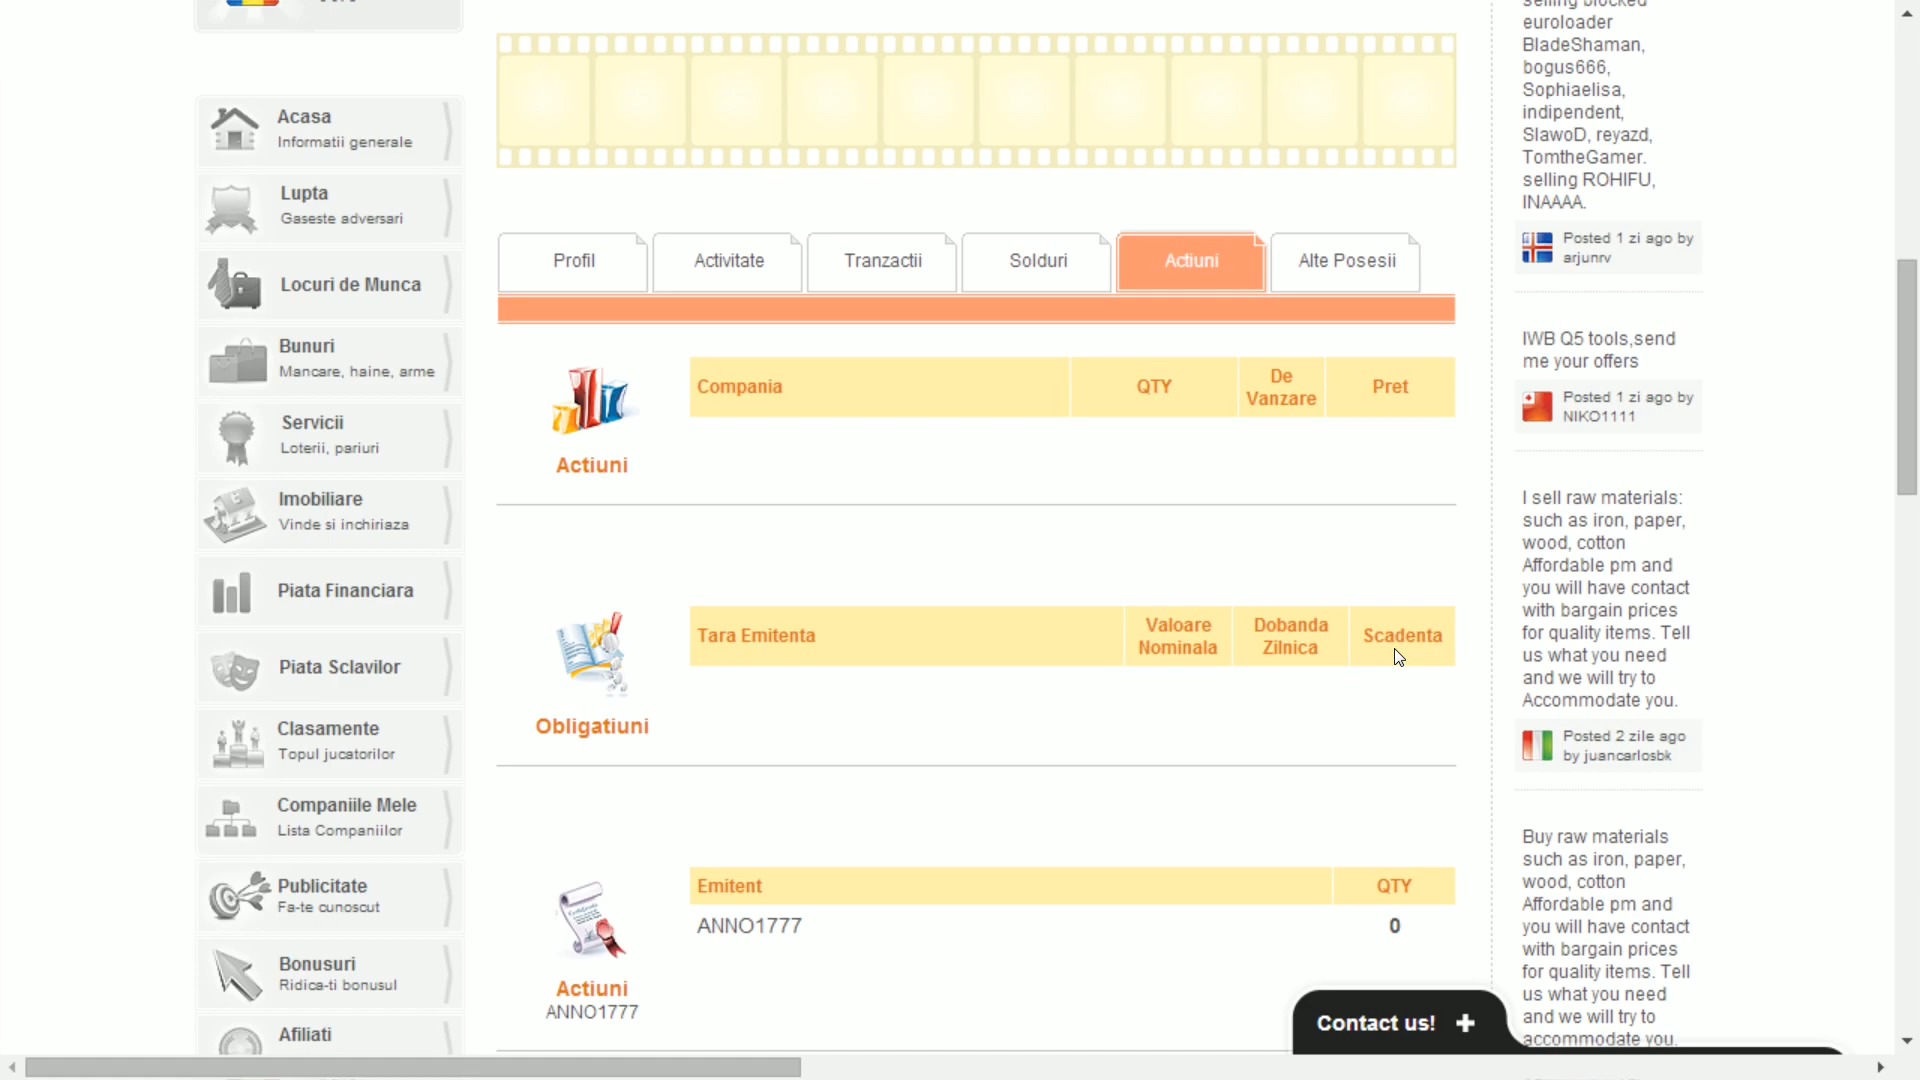 Acasa
Informatii generale
Lupta
Gaseste adversari
Locuri de Munca
Bunuri
Mancare, haine, arme
Servicii
Loterii, pariuri
Imobiliare
Vinde si inchiriaza
Piata Financiara
Piata Sclavilor
Clasamente
Topul jucatorilor
Companiile Mele
Lista Companiilor
Publicitate
Fa-te cunoscut
Bonusuri
Ridica-ti bonusul
Afiliati
Profil
Activitate
Tranzactii
Solduri
Actiuni
Alte Posesii
Compania
QTY
De
Vanzare
Pret
Actiuni
Tara Emitenta
Valoare
Nominala
Dobanda
Zilnica
Scadenta
Obligatiuni
Emitent
QTY
ANNO1777
0
Actiuni
ANNO1777
selling blocked
euroloader
BladeShaman,
bogus666,
Sophiaelisa,
indipendent,
SlawoD, reyazd,
TomtheGamer.
selling ROHIFU,
INAAAA.
Posted 1 zi ago by
arjunrv
IWB Q5 tools,send
me your offers
Posted 1 zi ago by
NIKO1111
I sell raw materials:
such as iron, paper,
wood, cotton
Affordable pm and
you will have contact
with bargain prices
for quality items. Tell
us what you need
and we will try to
Accommodate you.
Posted 2 zile ago
by juancarlosbk
Buy raw materials
such as iron, paper,
wood, cotton
Affordable pm and
you will have contact
with bargain prices
for quality items. Tell
us what you need
and we will try to
accommodate you.
Contact us!